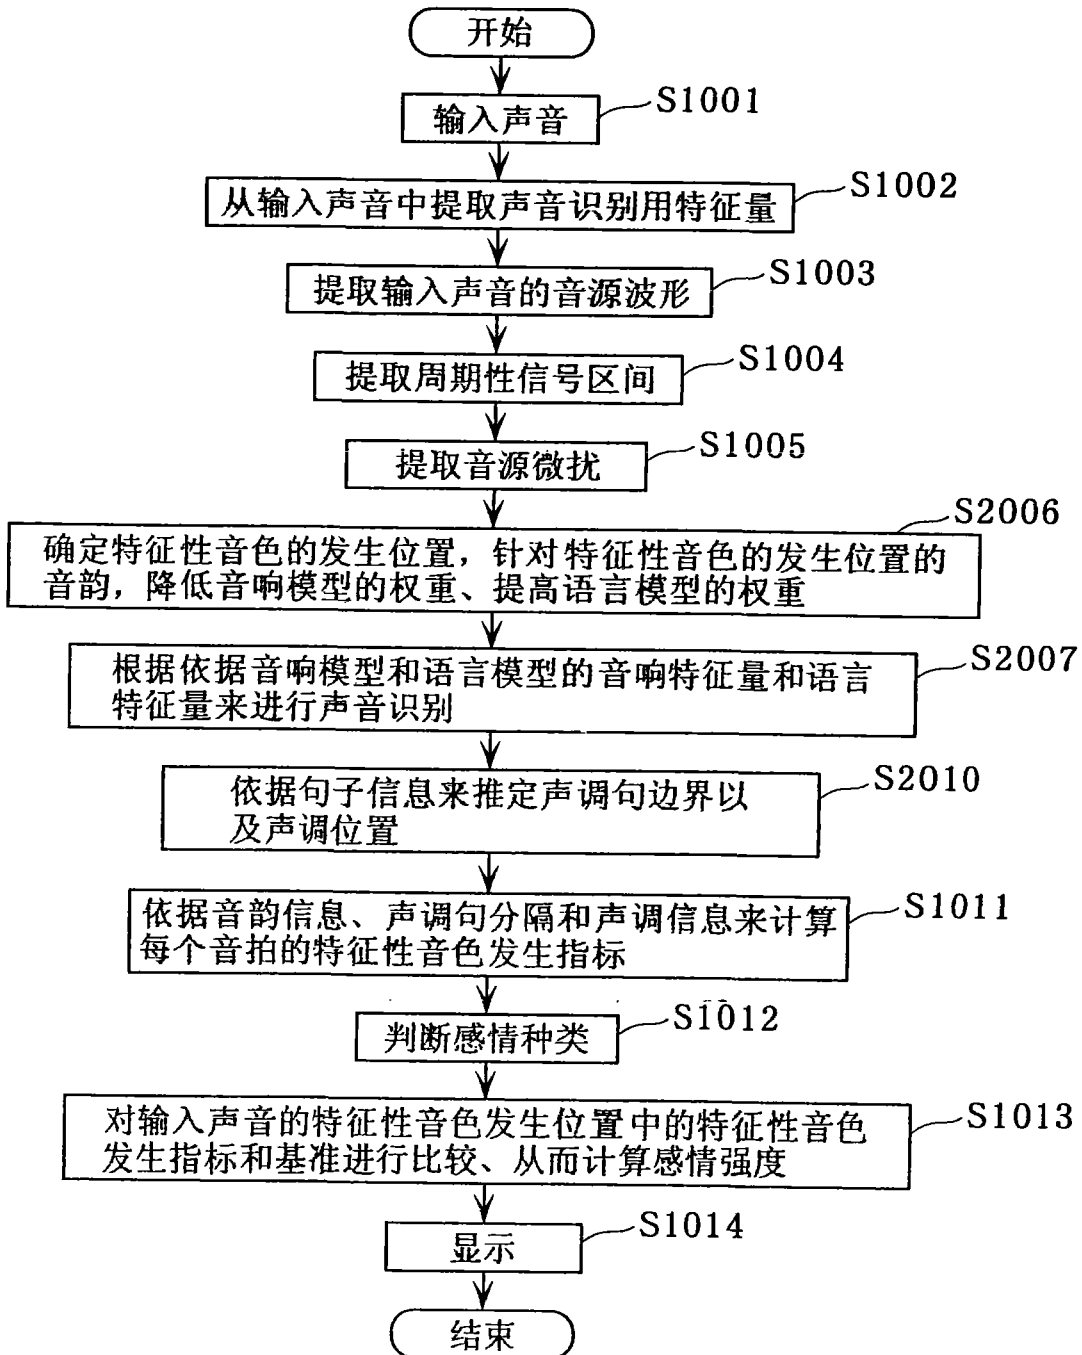 开始
输入声音
S1001
从输入声音中提取声音识别用特征量
S1002
提取输入声音的音源波形
S1003
提取周期性信号区间
S1004
提取音源微扰
S1005
确定特征性音色的发生位置，针对特征性音色的发生位置的
音韵，降低音响模型的权重、提高语言模型的权重
S2006
根据依据音响模型和语言模型的音响特征量和语言
特征量来进行声音识别
S2007
依据句子信息来推定声调句边界以
及声调位置
S2010
依据音韵信息、声调句分隔和声调信息来计算
每个音拍的特征性音色发生指标
S1011
判断感情种类
S1012
对输入声音的特征性音色发生位置中的特征性音色
发生指标和基准进行比较、从而计算感情强度
S1013
显示
S1014
结束